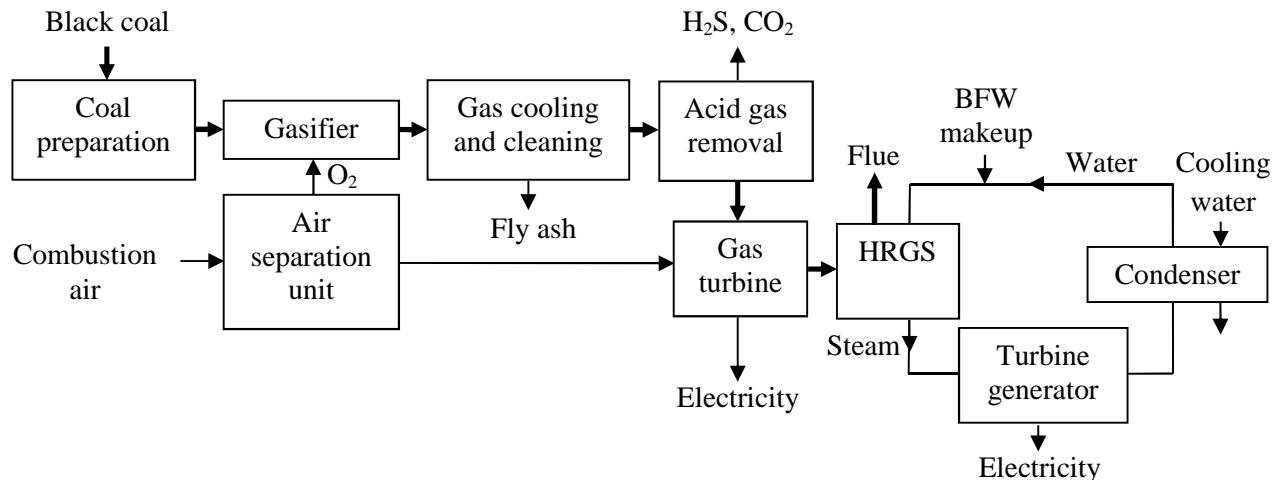 Black coal
H₂S, CO₂
Coal
preparation
Gasifier
Gas cooling
and cleaning
Acid gas
removal
BFW
makeup
Flue
Water
Cooling
water
O₂
Fly ash
Combustion
air
Air
separation
unit
Gas
turbine
HRGS
Condenser
Steam
Turbine
generator
Electricity
Electricity